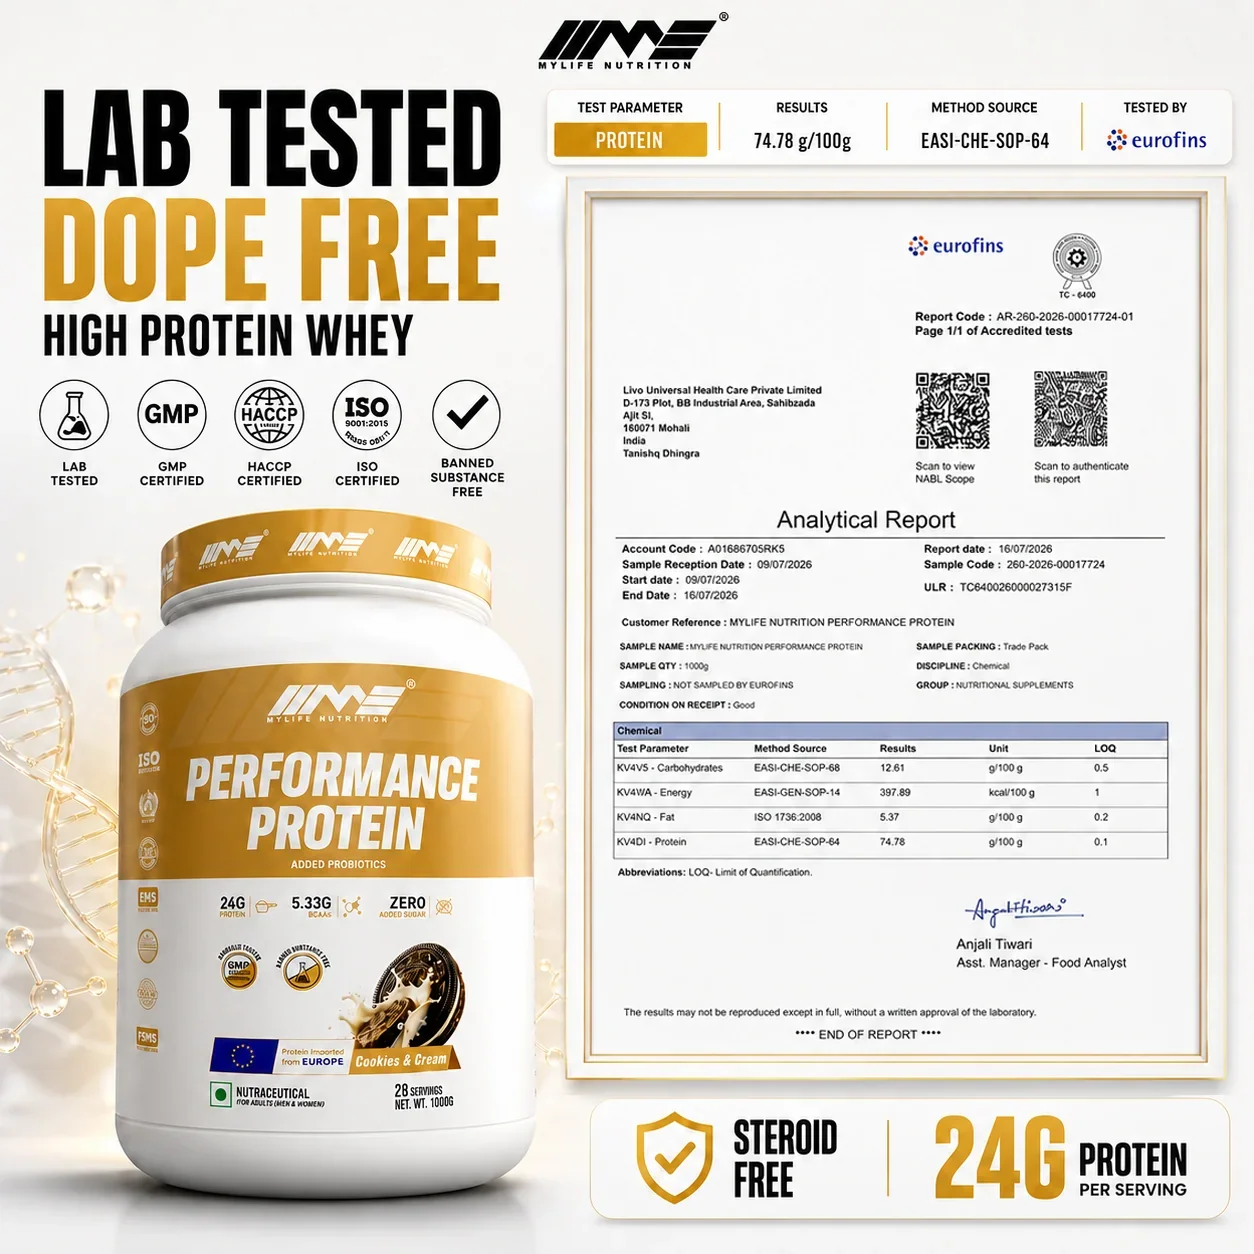 MYLIFE NUTRITION
LAB TESTED
DOPE FREE
HIGH PROTEIN WHEY
LAB TESTED
GMP
GMP CERTIFIED
HACCP
HACCP CERTIFIED
ISO
9001:2015
ISO CERTIFIED
BANNED SUBSTANCE FREE
TEST PARAMETER
PROTEIN
RESULTS
74.78 g/100g
METHOD SOURCE
EASI-CHE-SOP-64
TESTED BY
eurofins
eurofins
TC - 6400
Report Code : AR-260-2026-00017724-01
Page 1/1 of Accredited tests
Livo Universal Health Care Private Limited
D-173 Plot, BB Industrial Area, Sahibzada
Ajit Si,
160071 Mohali
India
Tanishq Dhingra
Scan to view
NABL Scope
Scan to authenticate
this report
Analytical Report
Account Code : A01686705RK5
Sample Reception Date : 09/07/2026
Start date : 09/07/2026
End Date : 16/07/2026
Report date : 16/07/2026
Sample Code : 260-2026-00017724
ULR : TC640026000027315F
Customer Reference : MYLIFE NUTRITION PERFORMANCE PROTEIN
SAMPLE NAME : MYLIFE NUTRITION PERFORMANCE PROTEIN
SAMPLE QTY : 1000g
SAMPLING : NOT SAMPLED BY EUROFINS
CONDITION ON RECEIPT : Good
SAMPLE PACKING : Trade Pack
DISCIPLINE : Chemical
GROUP : NUTRITIONAL SUPPLEMENTS
Chemical
Test Parameter Method Source Results Unit LOQ
KV4V5 - Carbohydrates EASI-CHE-SOP-68 12.61 g/100 g 0.5
KV4WA - Energy EASI-GEN-SOP-14 397.89 kcal/100 g 1
KV4NQ - Fat ISO 1736:2008 5.37 g/100 g 0.2
KV4DI - Protein EASI-CHE-SOP-64 74.78 g/100 g 0.1
Abbreviations: LOQ- Limit of Quantification.
Anjali Tiwari
Asst. Manager - Food Analyst
The results may not be reproduced except in full, without a written approval of the laboratory.
**** END OF REPORT ****
MYLIFE NUTRITION
MYLIFE NUTRITION
MYLIFE NUTRITION
MYLIFE NUTRITION
PERFORMANCE
PROTEIN
ADDED PROBIOTICS
ISO
ISO
EMS
FSMS
24G
PROTEIN
5.33G
BCAAs
ZERO
ADDED SUGAR
GMP
BANNED SUBSTANCE FREE
Protein Imported
from EUROPE
Cookies & Cream
NUTRACEUTICAL
(FOR ADULTS (MEN & WOMEN)
28 SERVINGS
NET. WT. 1000G
STEROID
FREE
24G
PROTEIN
PER SERVING